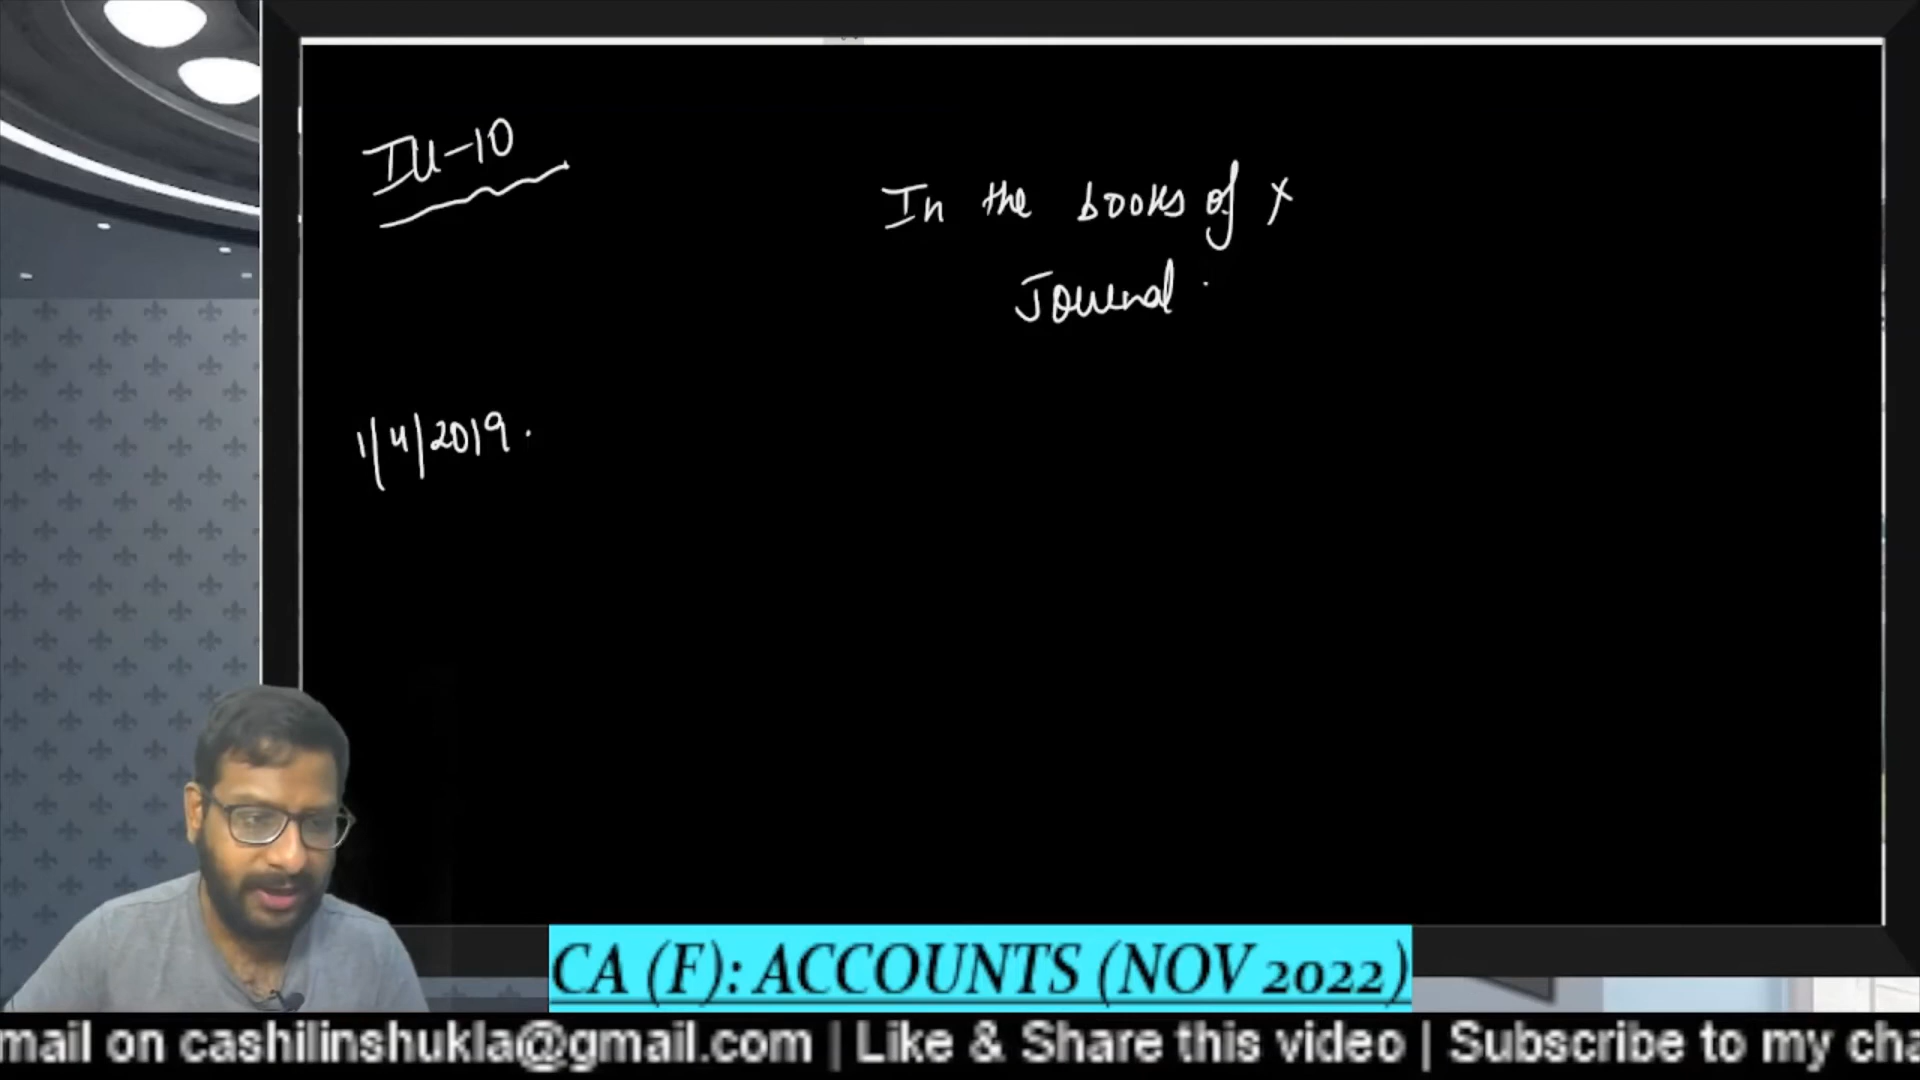 Ill-10
In the books of X
Journal
1/4/2019.
CA (F): ACCOUNTS (NOV 2022)
mail on cashilinshukla@gmail.com | Like & Share this video | Subscribe to my cha